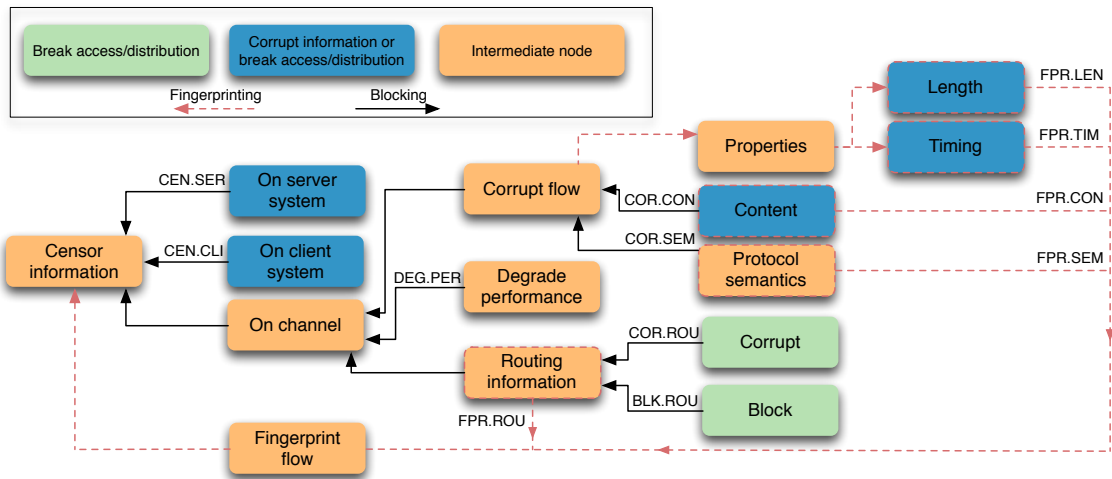 Break access/distribution
Corrupt information or
break access/distribution
Intermediate node
Fingerprinting
Blocking
Length
FPR.LEN
Properties
Timing
FPR.TIM
CEN.SER
On server
system
Corrupt flow
COR.CON
Content
FPR.CON
Censor
information
CEN.CLI
On client
system
COR.SEM
Protocol
semantics
FPR.SEM
DEG.PER
Degrade
performance
On channel
COR.ROU
Corrupt
Routing
information
BLK.ROU
Block
FPR.ROU
Fingerprint
flow